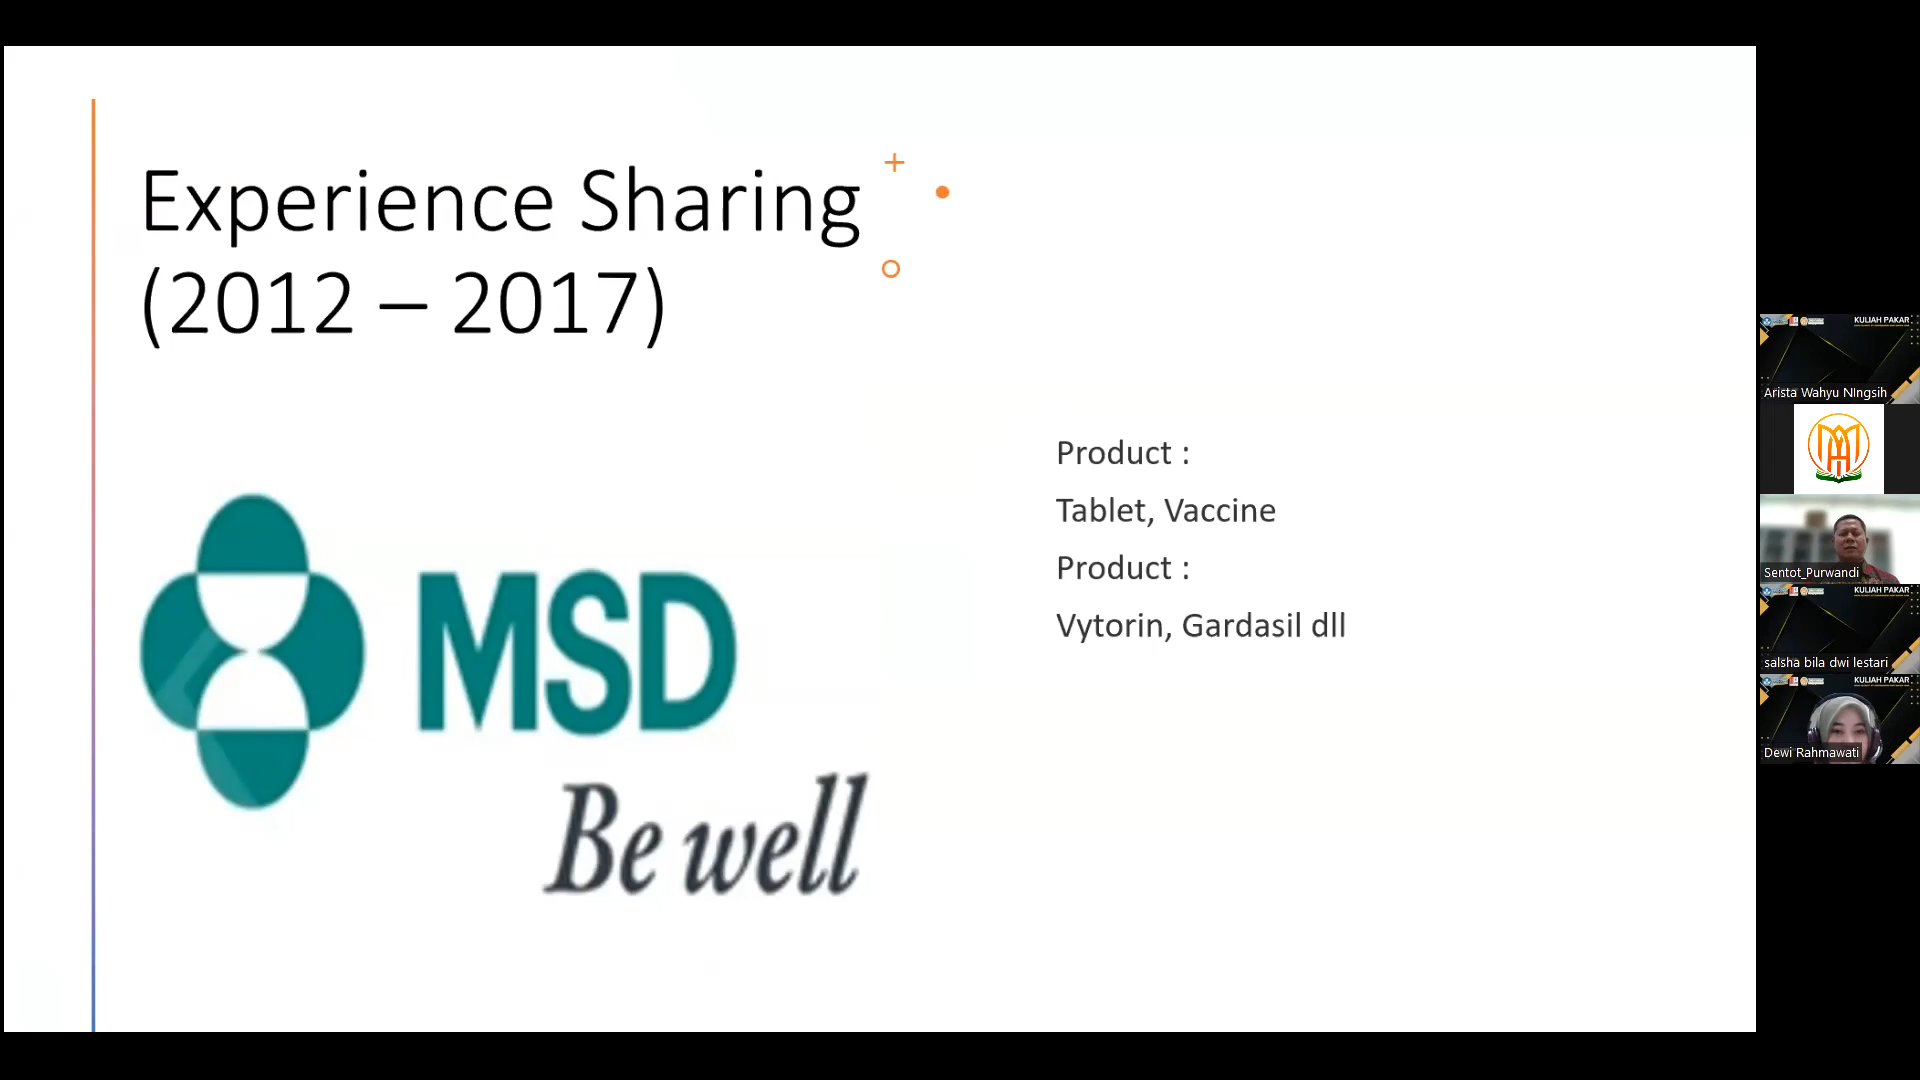 Experience Sharing
(2012 – 2017)
MSD
Be well
Product :
Tablet, Vaccine
Product :
Vytorin, Gardasil dll
KULIAH PAKAR
Arista Wahyu NIngsih
Sentot_Purwandi
KULIAH PAKAR
salsha bila dwi lestari
KULIAH PAKAR
Dewi Rahmawati